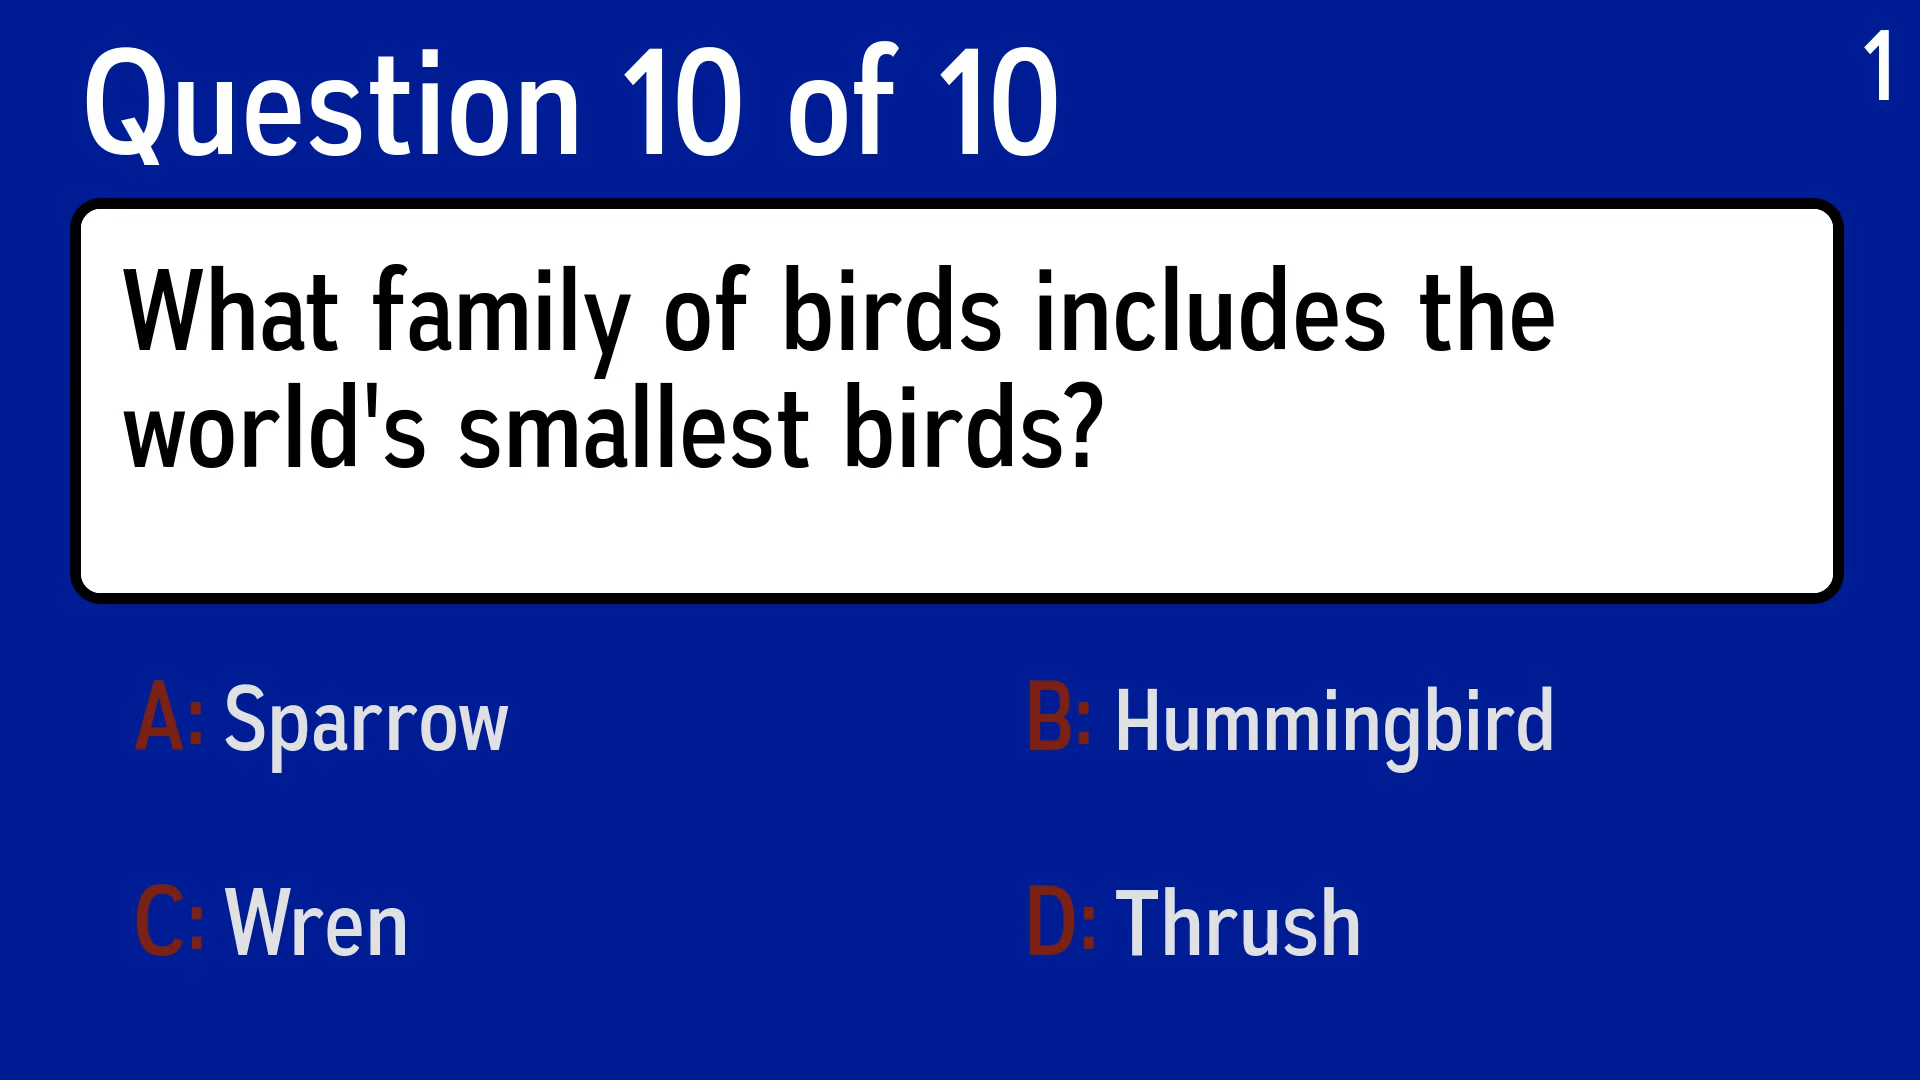 Question 10 of 10
1
What family of birds includes the
world's smallest birds?
A: Sparrow
B: Hummingbird
C: Wren
D: Thrush